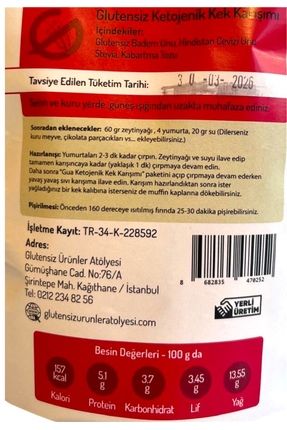 Glutensiz Ketojenik Kek Karışımı
İçindekiler:
Glutensiz Badem Unu, Hindistan Cevizi Unu
Stevia, Kabartma Tozu
Tavsiye Edilen Tüketim Tarihi: 30-03-2026
Serin ve kuru yerde, güneş ışığından uzakta muhafaza ediniz.
Sonradan eklenecekler: 60 gr zeytinyağı, 4 yumurta, 20 gr su (Dilerseniz
kuru meyve, çikolata parçacıkları vs... ekleyebilirsiniz.)
Hazırlanışı: Yumurtaları 2-3 dk kadar çırpın. Zeytinyağı ve suyu ilave edip
tamamen karışıncaya kadar (yaklaşık 1 dk) çırpmaya devam edin.
Daha sonra "Gua Ketojenik Kek Karışımı" paketini açıp çırpmaya devam ederken
yavaş yavaş sıvı karışıma ilave edin. Karışım hazırlandıktan sonra ister
yağladığınız bir kek kalıbına isterseniz de muffin kaplarına dökebilirsiniz.
Pişirilmesi: Önceden 160 dereceye ısıtılmış fırında 25-30 dakika pişirebilirsiniz.
İşletme Kayıt: TR-34-K-228592
Adres:
Glutensiz Ürünler Atölyesi
Gümüşhane Cad. No:76/A
Şirintepe Mah. Kağıthane / İstanbul
Tel: 0212 234 82 56
glutensizurunleratolyesi.com
8 682835 470252
YERLİ
ÜRETİM
Besin Değerleri - 100 g da
157 kcal 5.1 g 3.7 g 3.45 g 13.55 g
Kalori Protein Karbonhidrat Lif Yağ